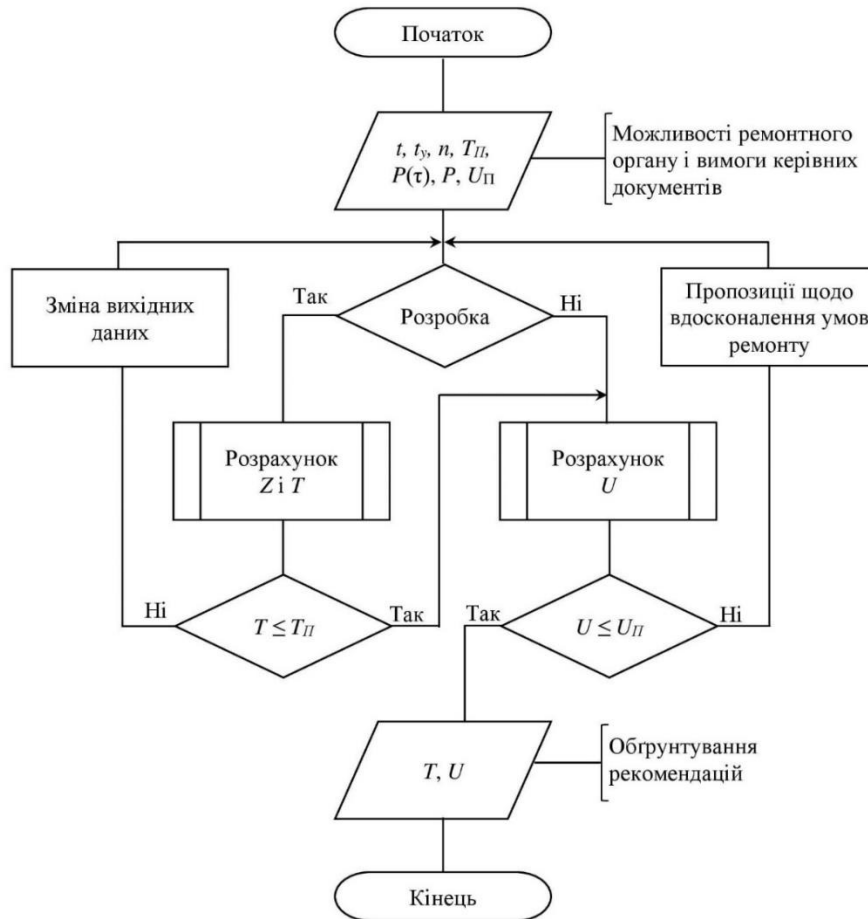 Початок
t, tу, n, TП,
P(τ), P, UП
Можливості ремонтного
органу і вимоги керівних
документів
Зміна вихідних
даних
Так
Розробка
Ні
Пропозиції щодо
вдосконалення умов
ремонту
Розрахунок
Z і T
Розрахунок
U
Ні
T ≤ TП
Так
Так
U ≤ UП
Ні
T, U
Обґрунтування
рекомендацій
Кінець